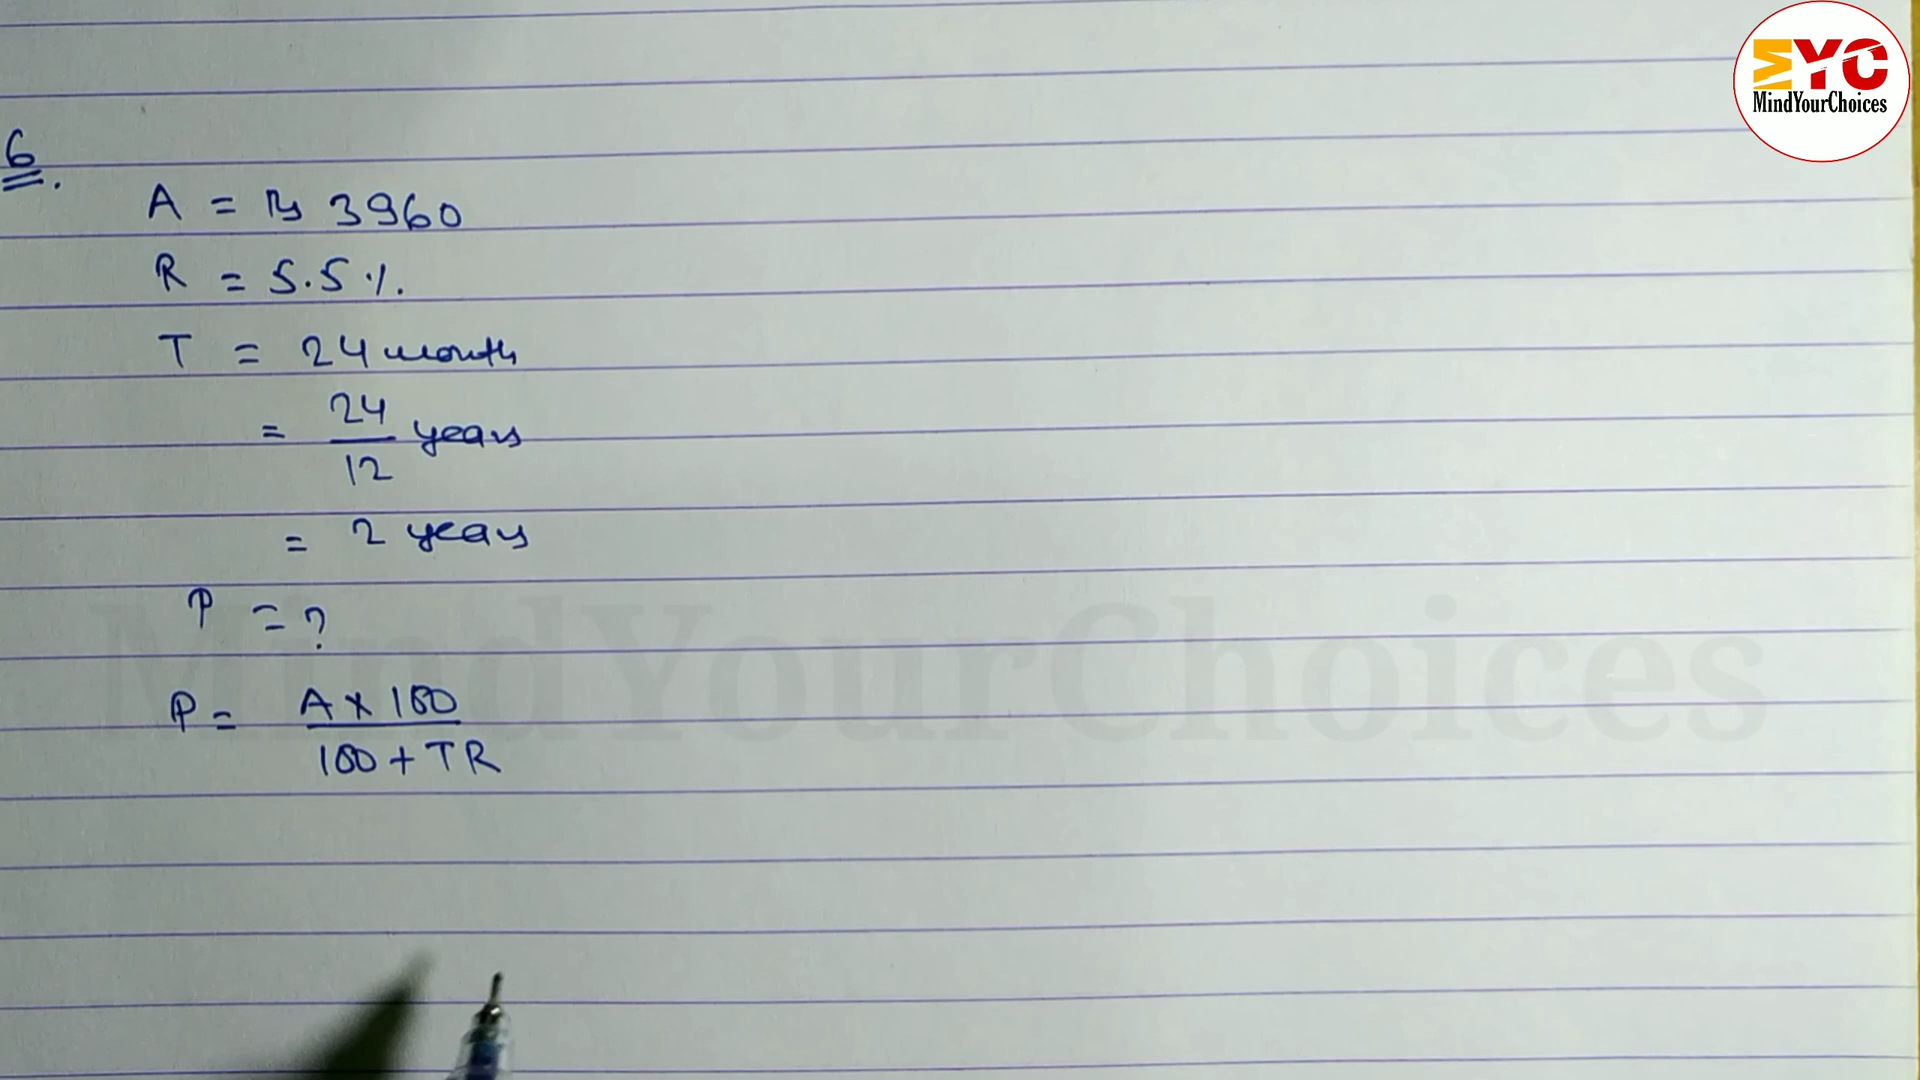 MYC
MindYourChoices
6.
A = Rs 3960
R = 5.5%.
T = 24 month
= 24/12 years
= 2 years
P = ?
MindYourChoices
P = A × 100 / 100 + TR